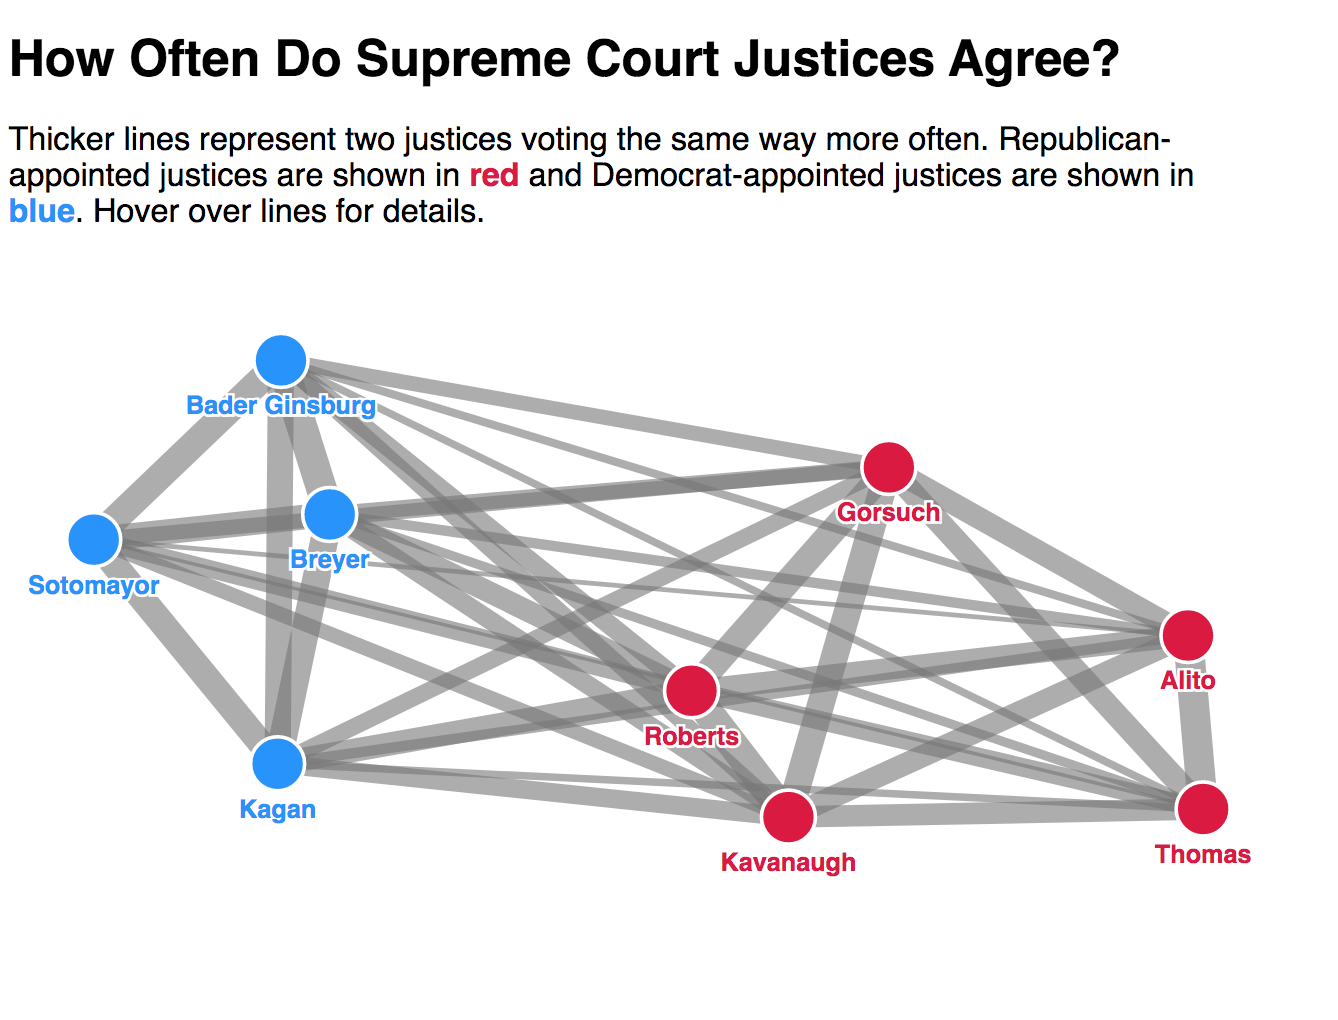 How Often Do Supreme Court Justices Agree?
Thicker lines represent two justices voting the same way more often. Republican-
appointed justices are shown in red and Democrat-appointed justices are shown in
blue. Hover over lines for details.
Bader Ginsburg
Gorsuch
Breyer
Sotomayor
Alito
Roberts
Kagan
Thomas
Kavanaugh